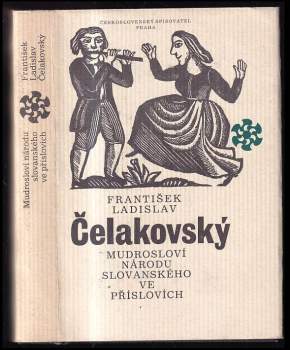 František
Ladislav
Čelakovský
Mudrosloví národu
slovanského
ve příslovích
ČESKOSLOVENSKÝ SPISOVATEL
PRAHA
FRANTIŠEK
LADISLAV
Čelakovský
MUDROSLOVÍ
NÁRODU
SLOVANSKÉHO
VE
PŘÍSLOVÍCH